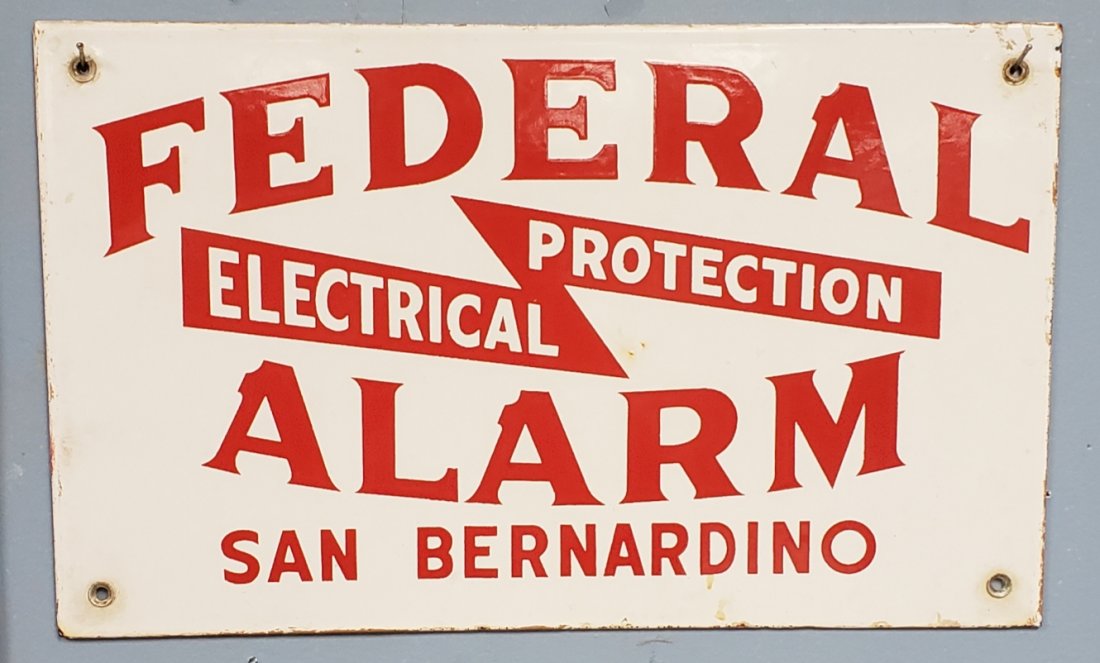 FEDERAL
ELECTRICAL PROTECTION
ALARM
SAN BERNARDINO